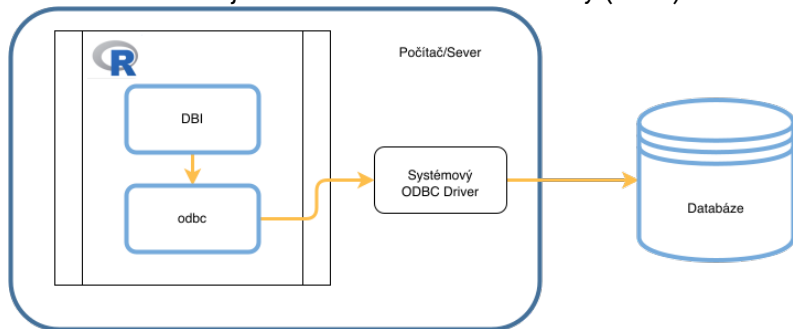 R
Počítač/Sever
DBI
Systémový
ODBC Driver
odbc
Databáze